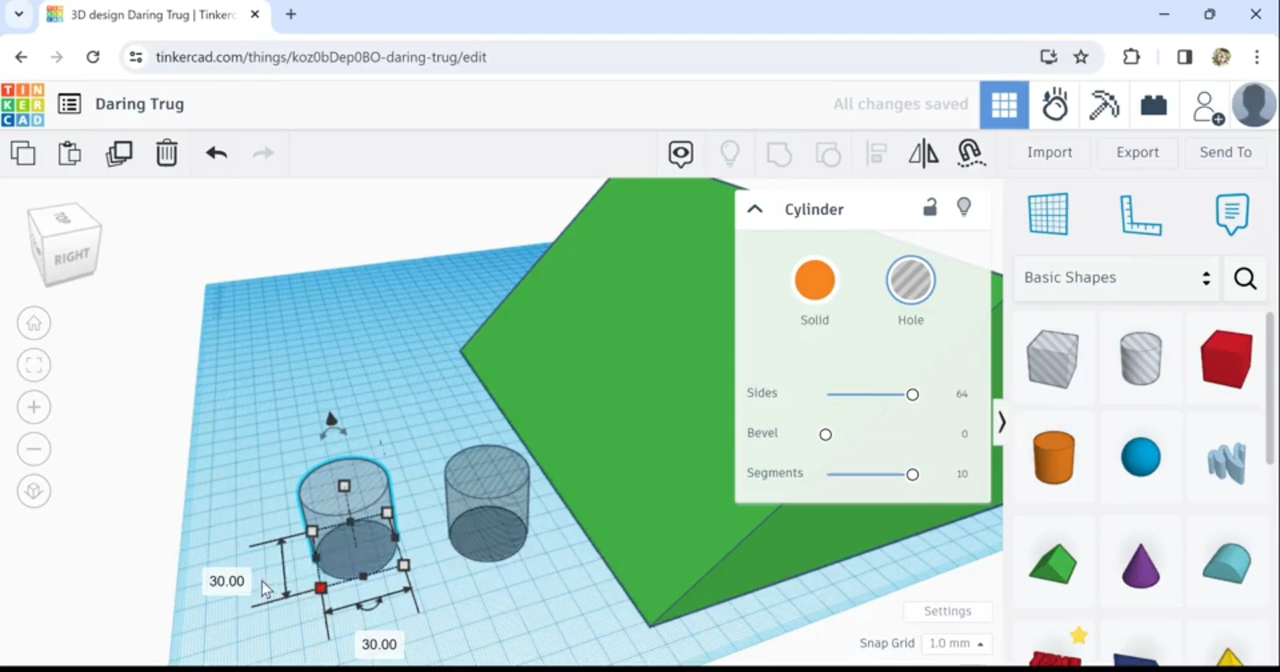 3D design Daring Trug | Tinkerc
tinkercad.com/things/koz0bDep0BO-daring-trug/edit
TIN
KER
CAD
Daring Trug
All changes saved
Import
Export
Send To
TOP
RIGHT
Cylinder
Solid
Hole
Sides
64
Bevel
0
Segments
10
Basic Shapes
30.00
30.00
Settings
Snap Grid
1.0 mm